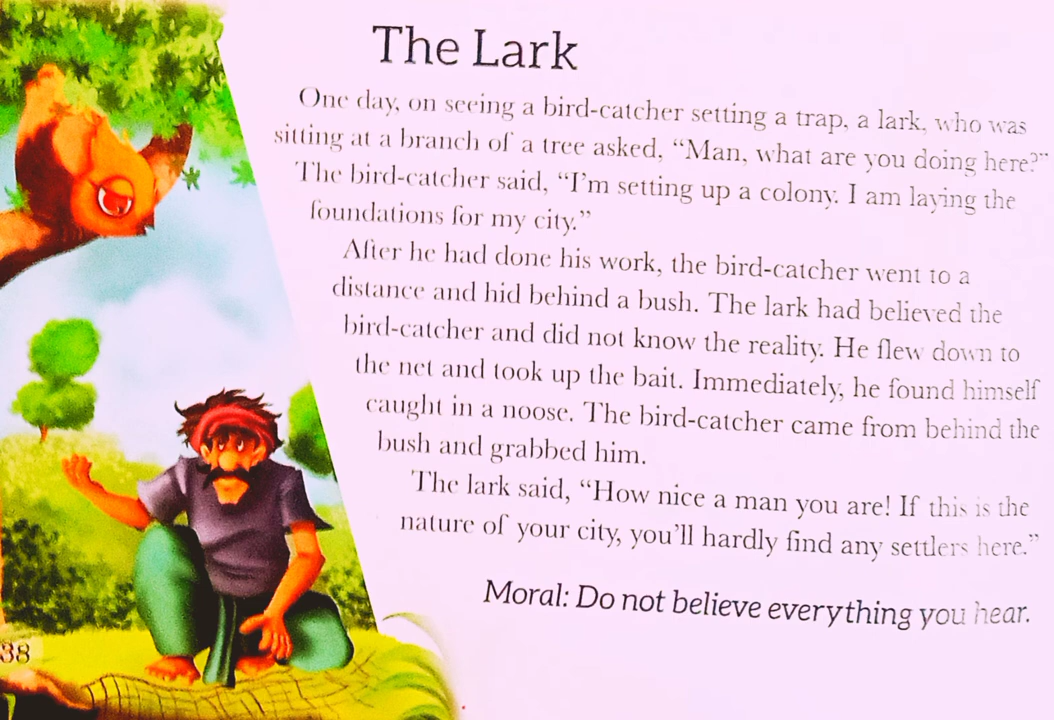 The Lark
One day, on seeing a bird-catcher setting a trap, a lark, who was
sitting at a branch of a tree asked, “Man, what are you doing here?”
The bird-catcher said, “I’m setting up a colony. I am laying the
foundations for my city.”
After he had done his work, the bird-catcher went to a
distance and hid behind a bush. The lark had believed the
bird-catcher and did not know the reality. He flew down to
the net and took up the bait. Immediately, he found himself
caught in a noose. The bird-catcher came from behind the
bush and grabbed him.
The lark said, “How nice a man you are! If this is the
nature of your city, you’ll hardly find any settlers here.”
Moral: Do not believe everything you hear.
38